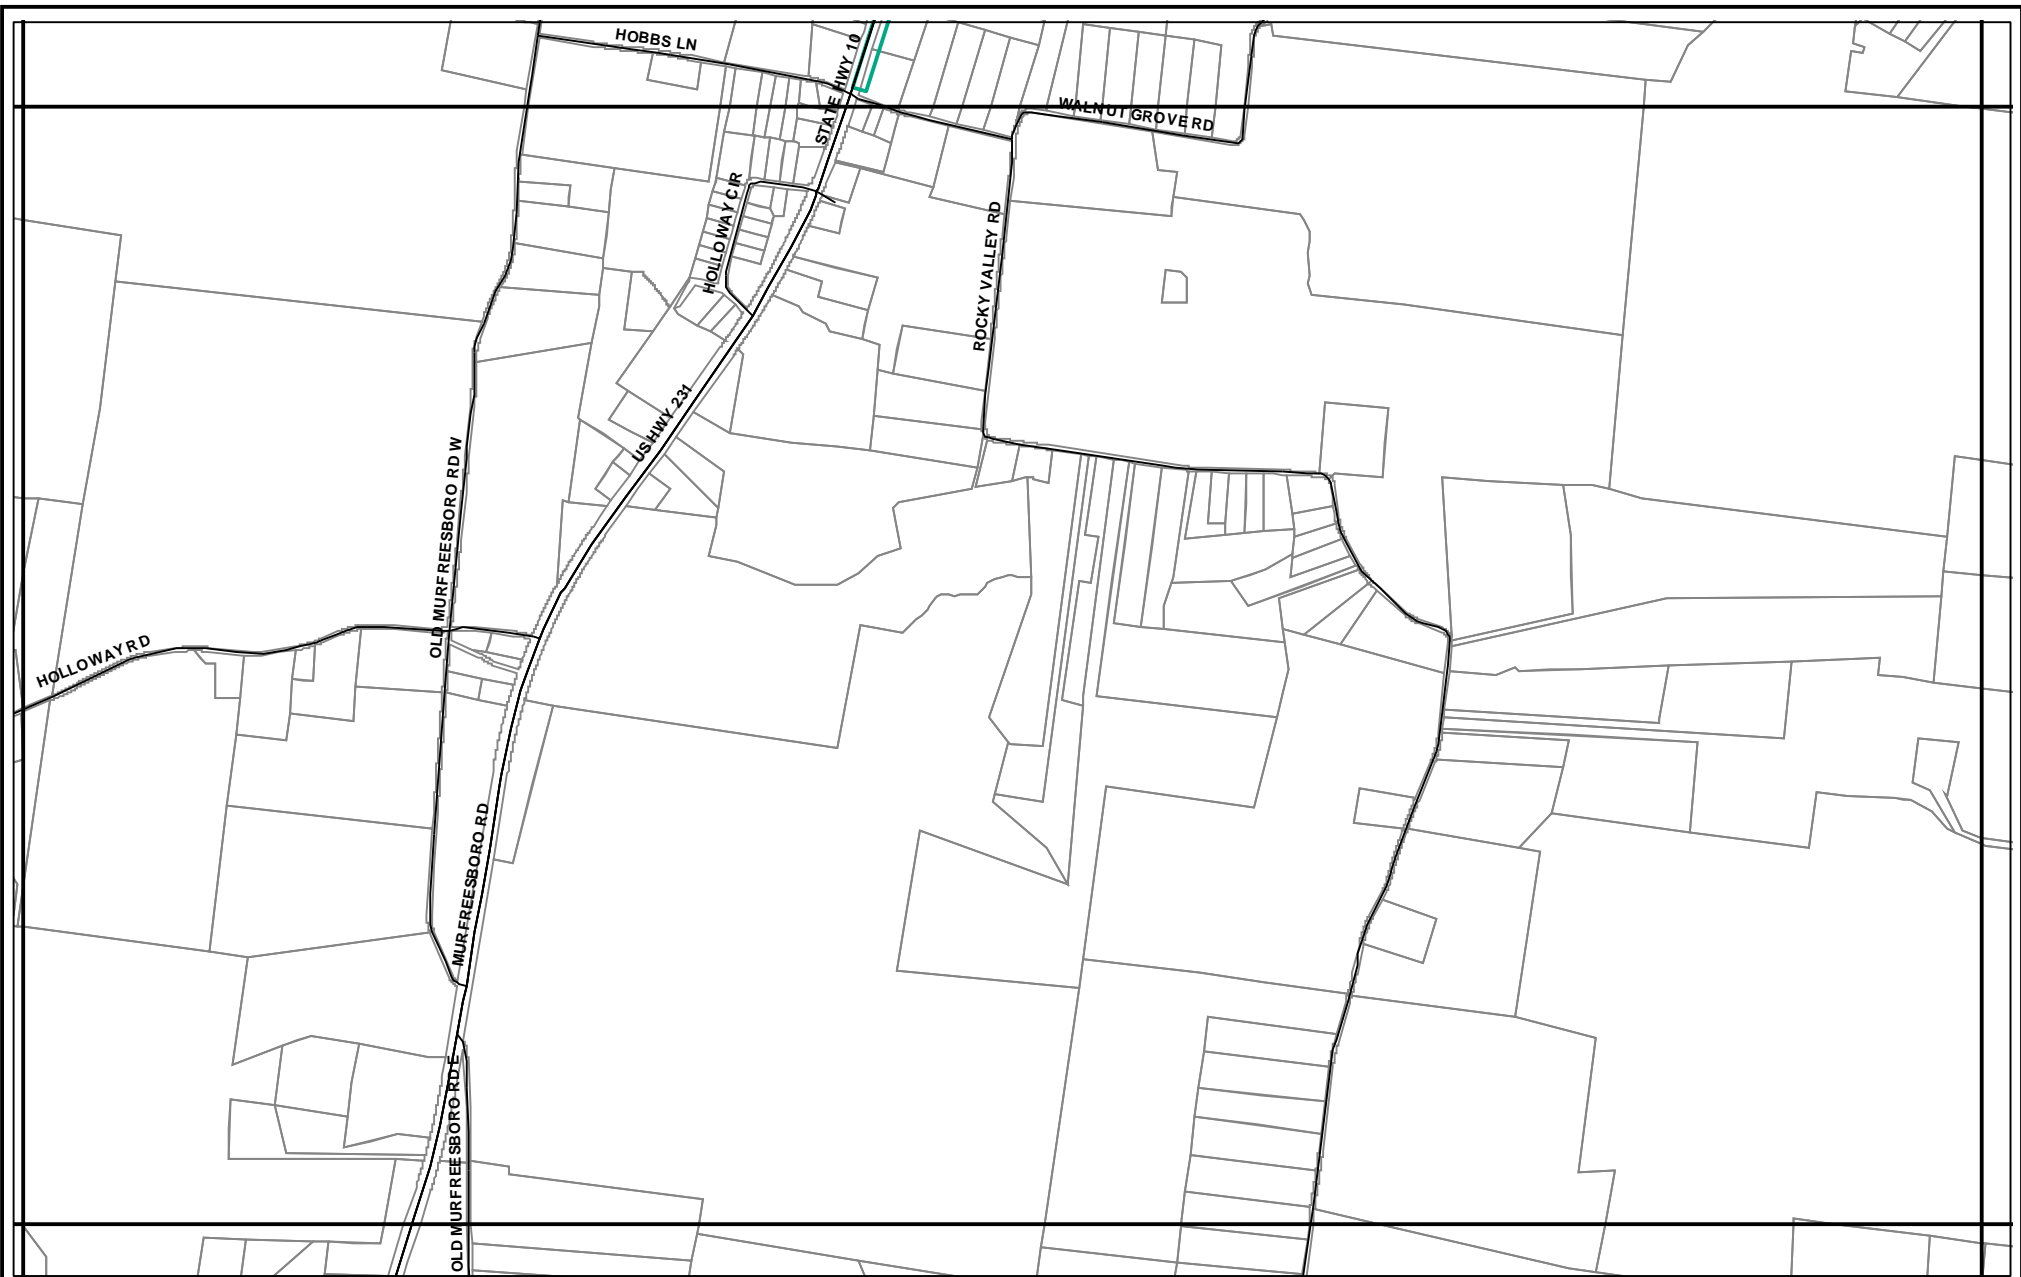 HOBBS LN
STATE HWY 10
WALNUT GROVE RD
HOLLOWAY CIR
ROCKY VALLEY RD
US HWY 231
OLD MURFREESBORO RD W
HOLLOWAY RD
MURFREESBORO RD
OLD MURFREESBORO RD E